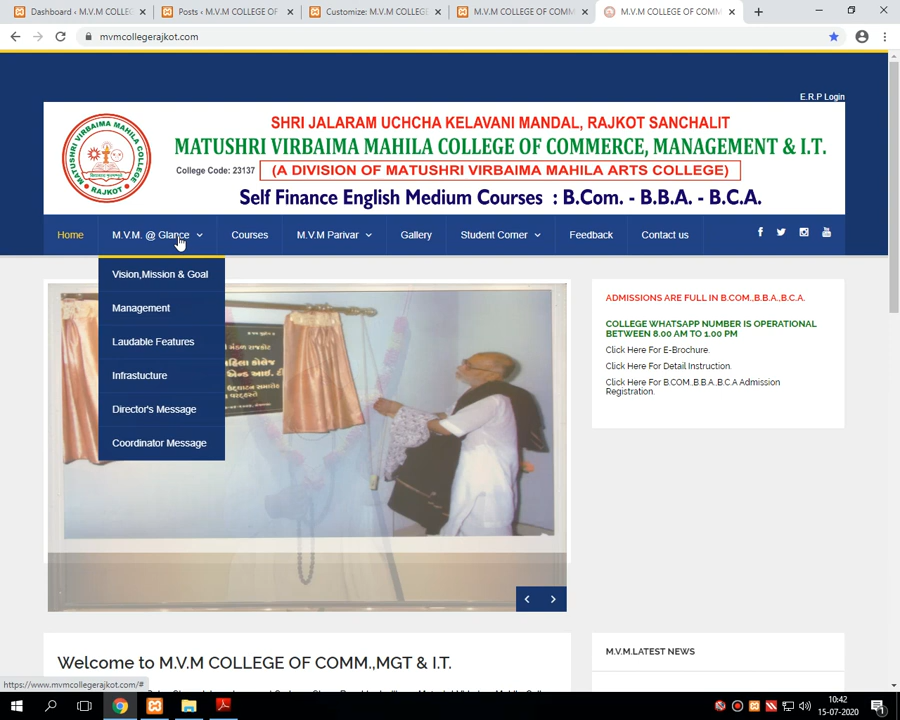 Dashboard ‹ M.V.M COLLEGE OF
Posts ‹ M.V.M COLLEGE OF
Customize: M.V.M COLLEGE
M.V.M COLLEGE OF COMM
M.V.M COLLEGE OF COMM
mvmcollegerajkot.com
E.R.P Login
MATUSHRI VIRBAIMA MAHILA COLLEGE
RAJKOT
SHRI JALARAM UCHCHA KELAVANI MANDAL, RAJKOT SANCHALIT
MATUSHRI VIRBAIMA MAHILA COLLEGE OF COMMERCE, MANAGEMENT & I.T.
College Code: 23137 (A DIVISION OF MATUSHRI VIRBAIMA MAHILA ARTS COLLEGE)
Self Finance English Medium Courses : B.Com. - B.B.A. - B.C.A.
Home M.V.M. @ Glance Courses M.V.M Parivar Gallery Student Corner Feedback Contact us
Vision,Mission & Goal
Management
Laudable Features
Infrastucture
Director's Message
Coordinator Message
ADMISSIONS ARE FULL IN B.COM.,B.B.A.,B.C.A.
COLLEGE WHATSAPP NUMBER IS OPERATIONAL
BETWEEN 8.00 AM TO 1.00 PM
Click Here For E-Brochure.
Click Here For Detail Instruction.
Click Here For B.COM.,B.B.A.,B.C.A Admission
Registration.
Welcome to M.V.M COLLEGE OF COMM.,MGT & I.T.
M.V.M.LATEST NEWS
https://www.mvmcollegerajkot.com/#
10:42
15-07-2020